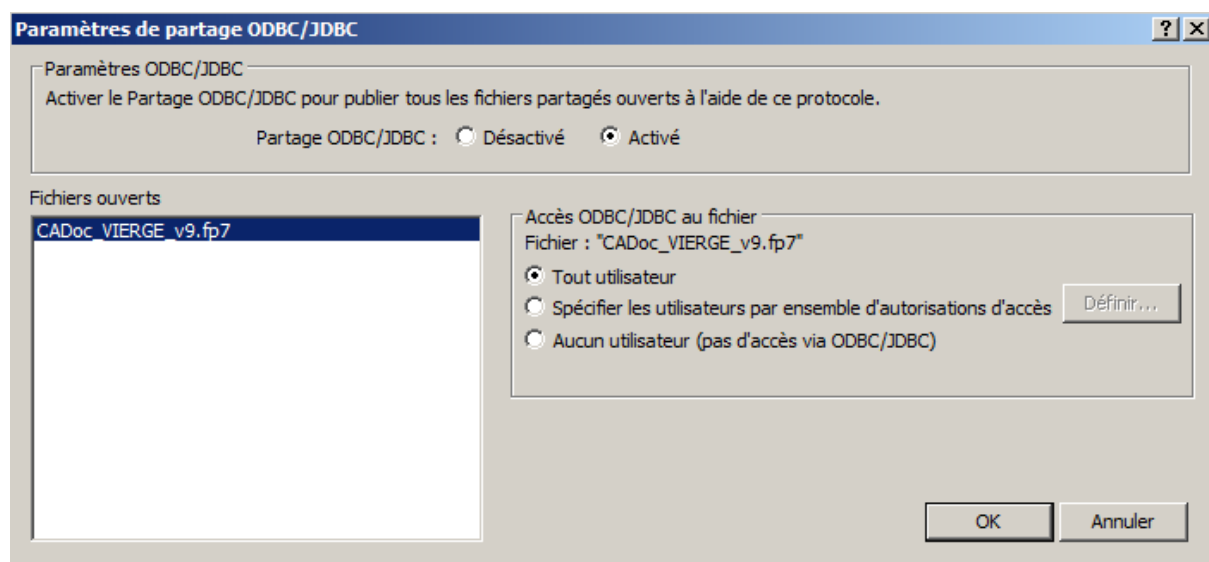 Paramètres de partage ODBC/JDBC
Paramètres ODBC/JDBC
Activer le Partage ODBC/JDBC pour publier tous les fichiers partagés ouverts à l'aide de ce protocole.
Partage ODBC/JDBC : Désactivé Activé
Fichiers ouverts
CADoc_VIERGE_v9.fp7
Accès ODBC/JDBC au fichier
Fichier : "CADoc_VIERGE_v9.fp7"
Tout utilisateur
Spécifier les utilisateurs par ensemble d'autorisations d'accès Définir...
Aucun utilisateur (pas d'accès via ODBC/JDBC)
OK Annuler